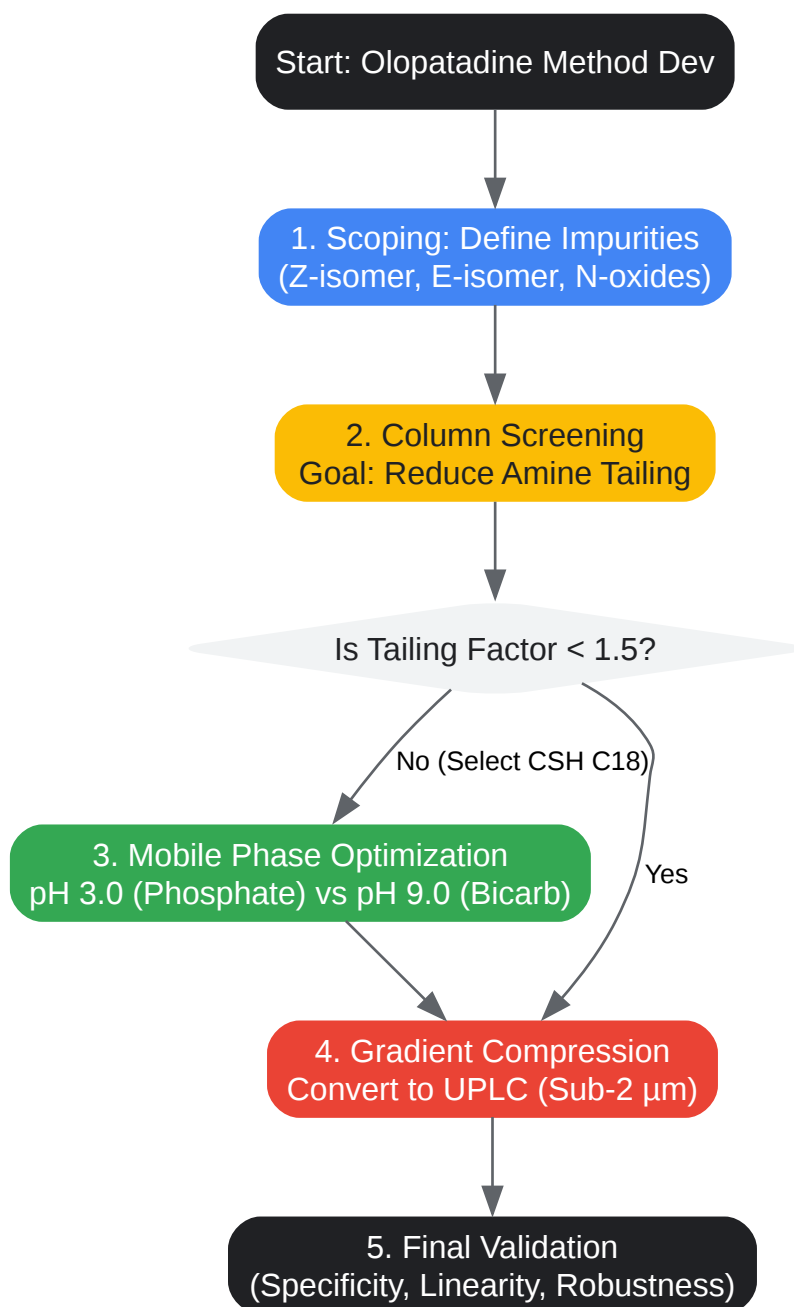 Start: Olopatadine Method Dev
1. Scoping: Define Impurities
(Z-isomer, E-isomer, N-oxides)
2. Column Screening
Goal: Reduce Amine Tailing
Is Tailing Factor < 1.5?
No (Select CSH C18)
3. Mobile Phase Optimization
pH 3.0 (Phosphate) vs pH 9.0 (Bicarb)
Yes
4. Gradient Compression
Convert to UPLC (Sub-2 µm)
5. Final Validation
(Specificity, Linearity, Robustness)